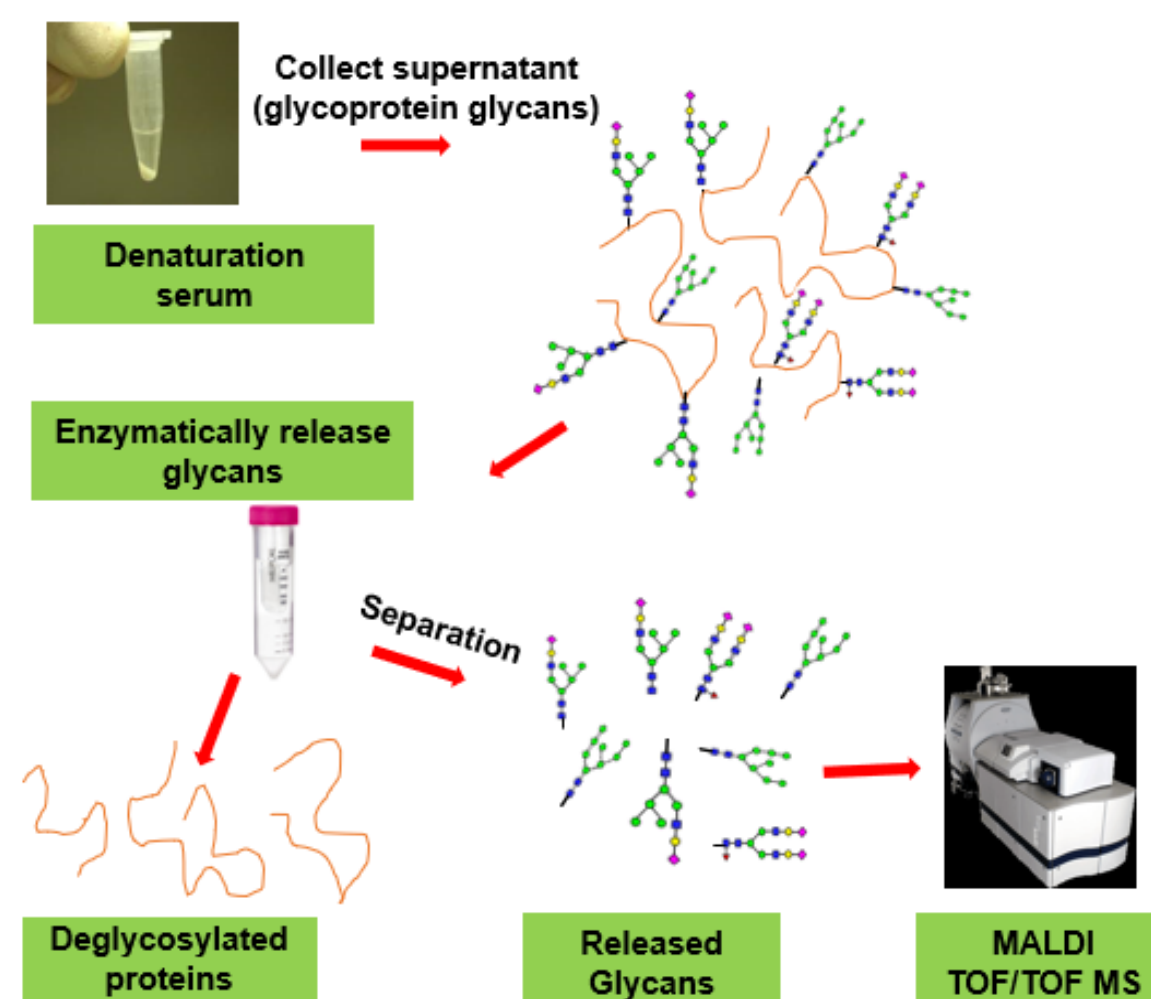 Collect supernatant
(glycoprotein glycans)
Denaturation
serum
Enzymatically release
glycans
Separation
Deglycosylated
proteins
Released
Glycans
MALDI
TOF/TOF MS